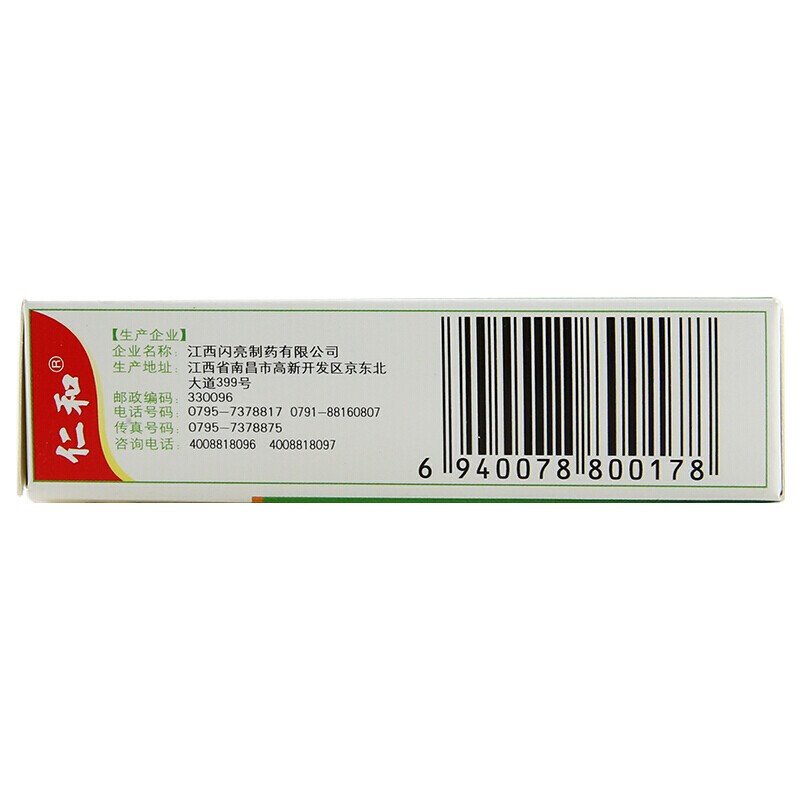 仁和®
【生产企业】
企业名称：江西闪亮制药有限公司
生产地址：江西省南昌市高新开发区京东北
大道399号
邮政编码：330096
电话号码：0795-7378817 0791-88160807
传真号码：0795-7378875
咨询电话：4008818096 4008818097
6 940078 800178